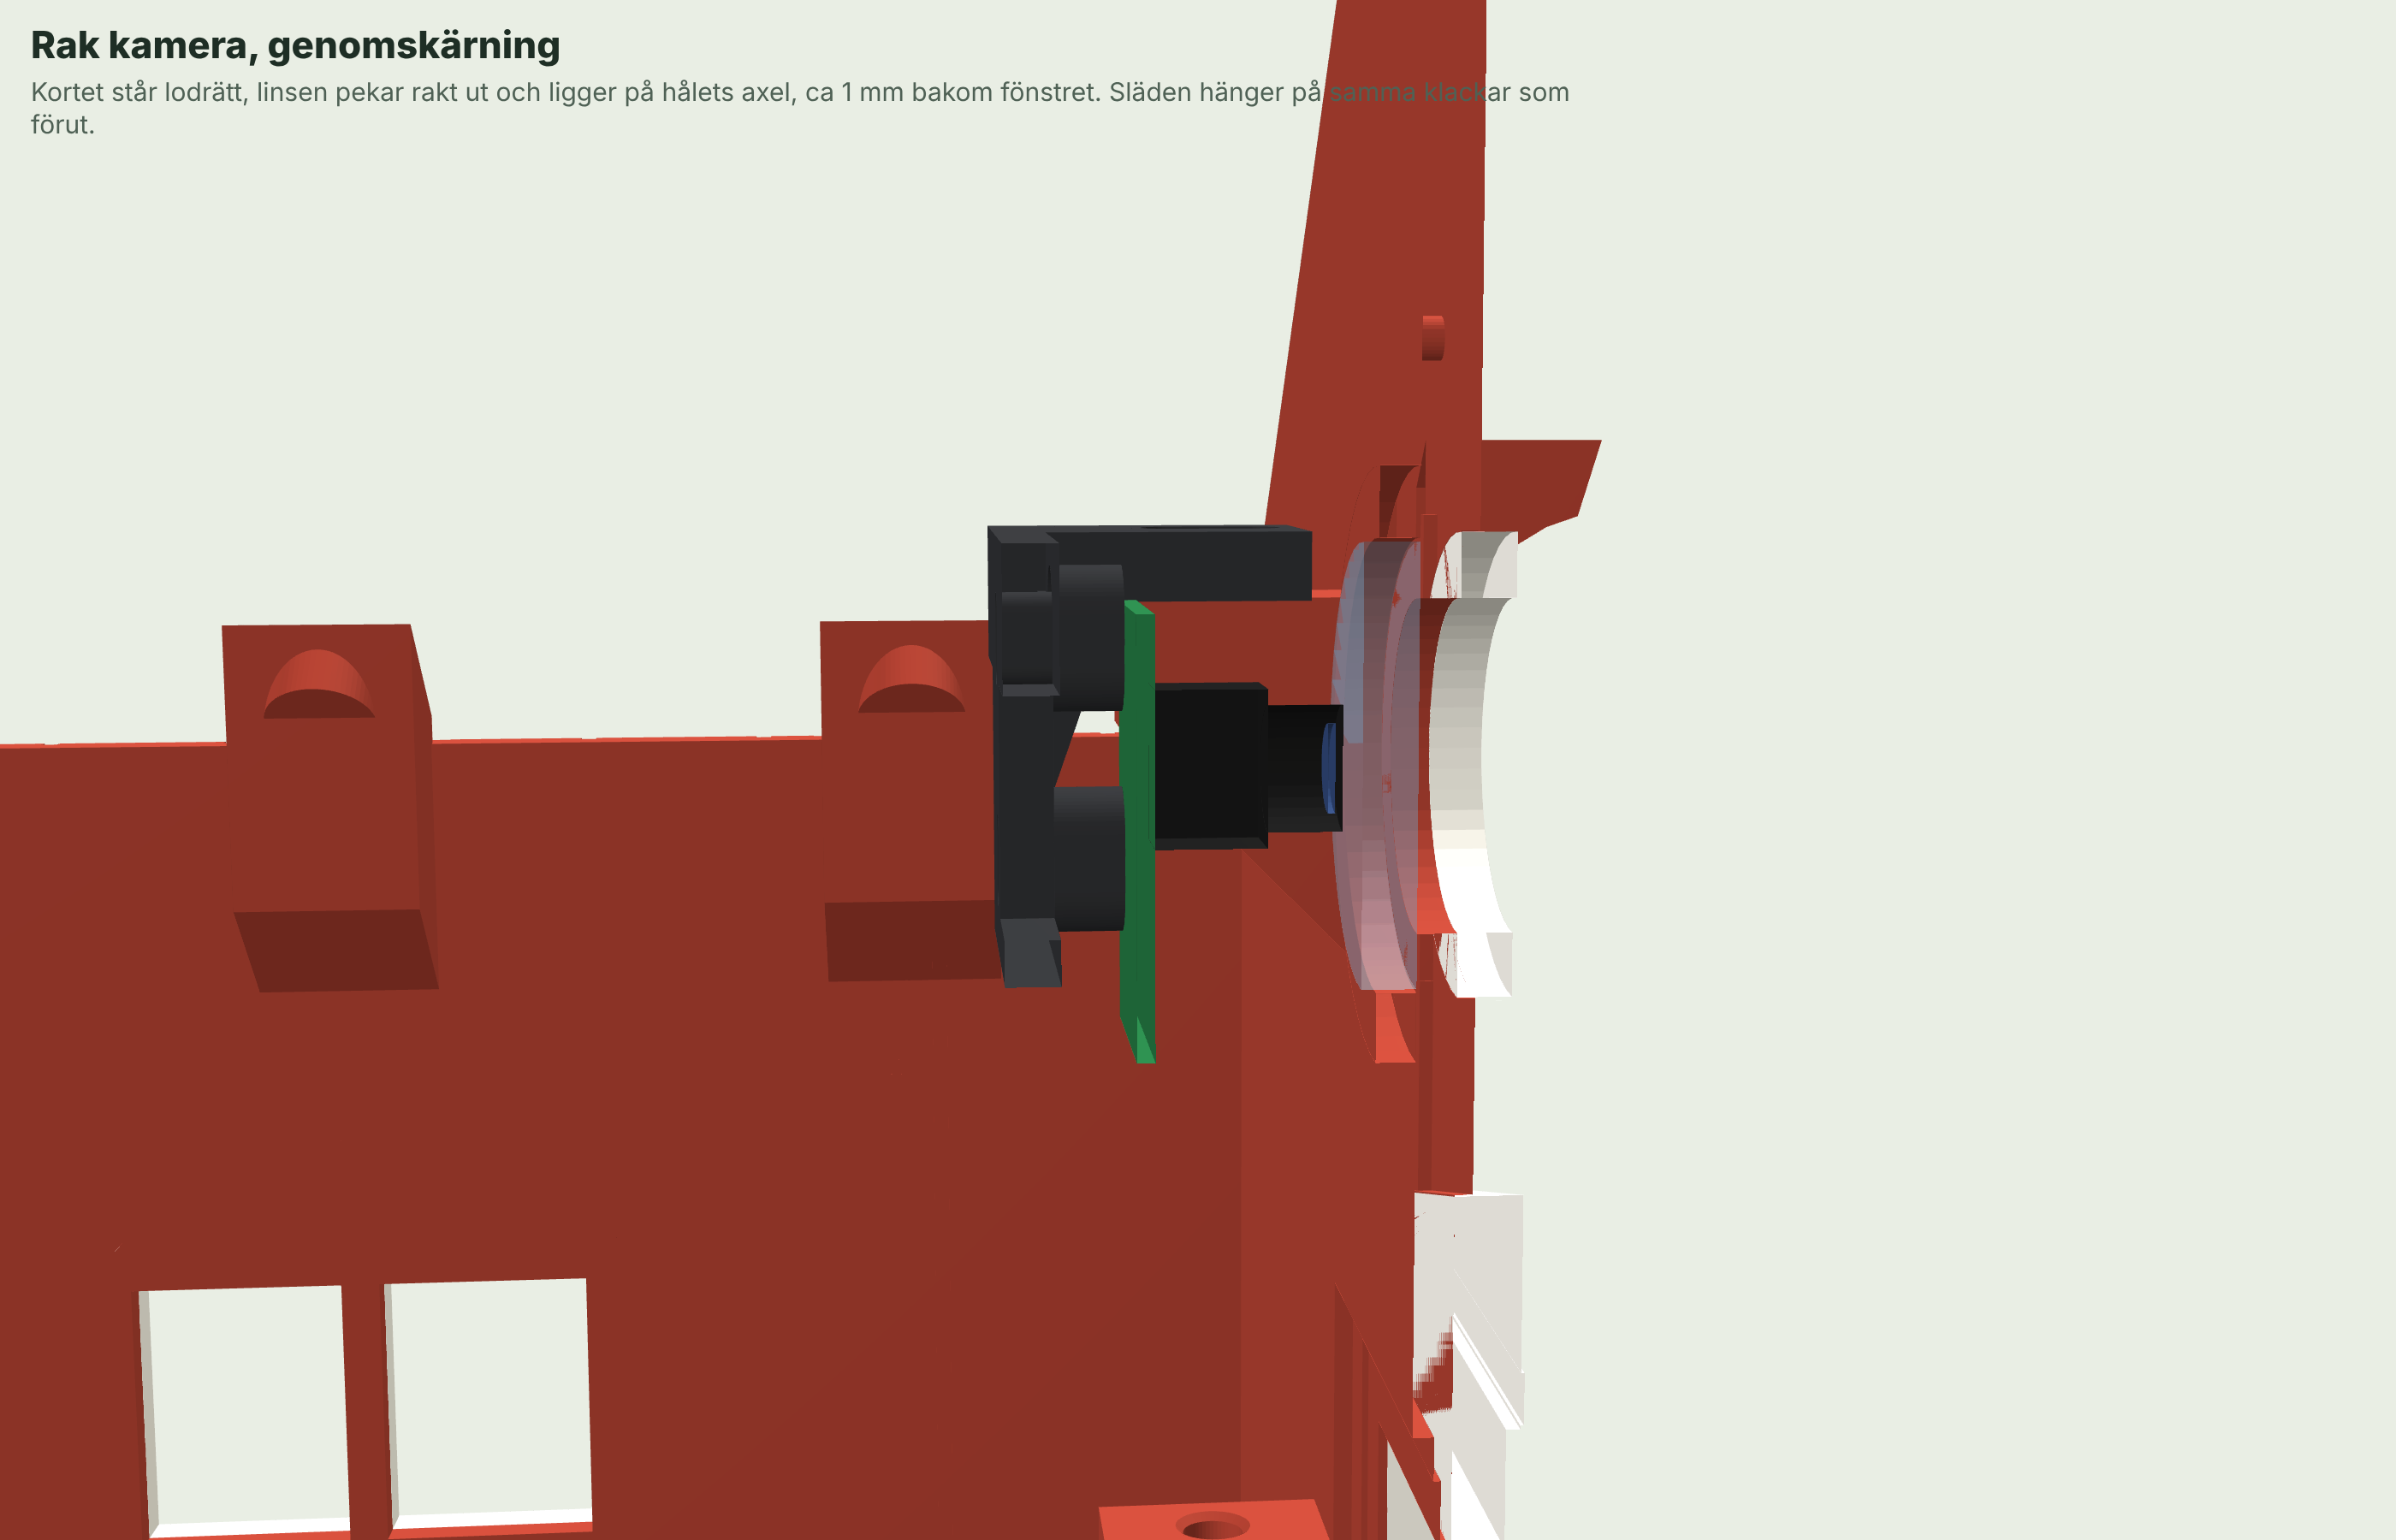 Rak kamera, genomskärning
Kortet står lodrätt, linsen pekar rakt ut och ligger på hålets axel, ca 1 mm bakom fönstret. Släden hänger på samma klackar som
förut.